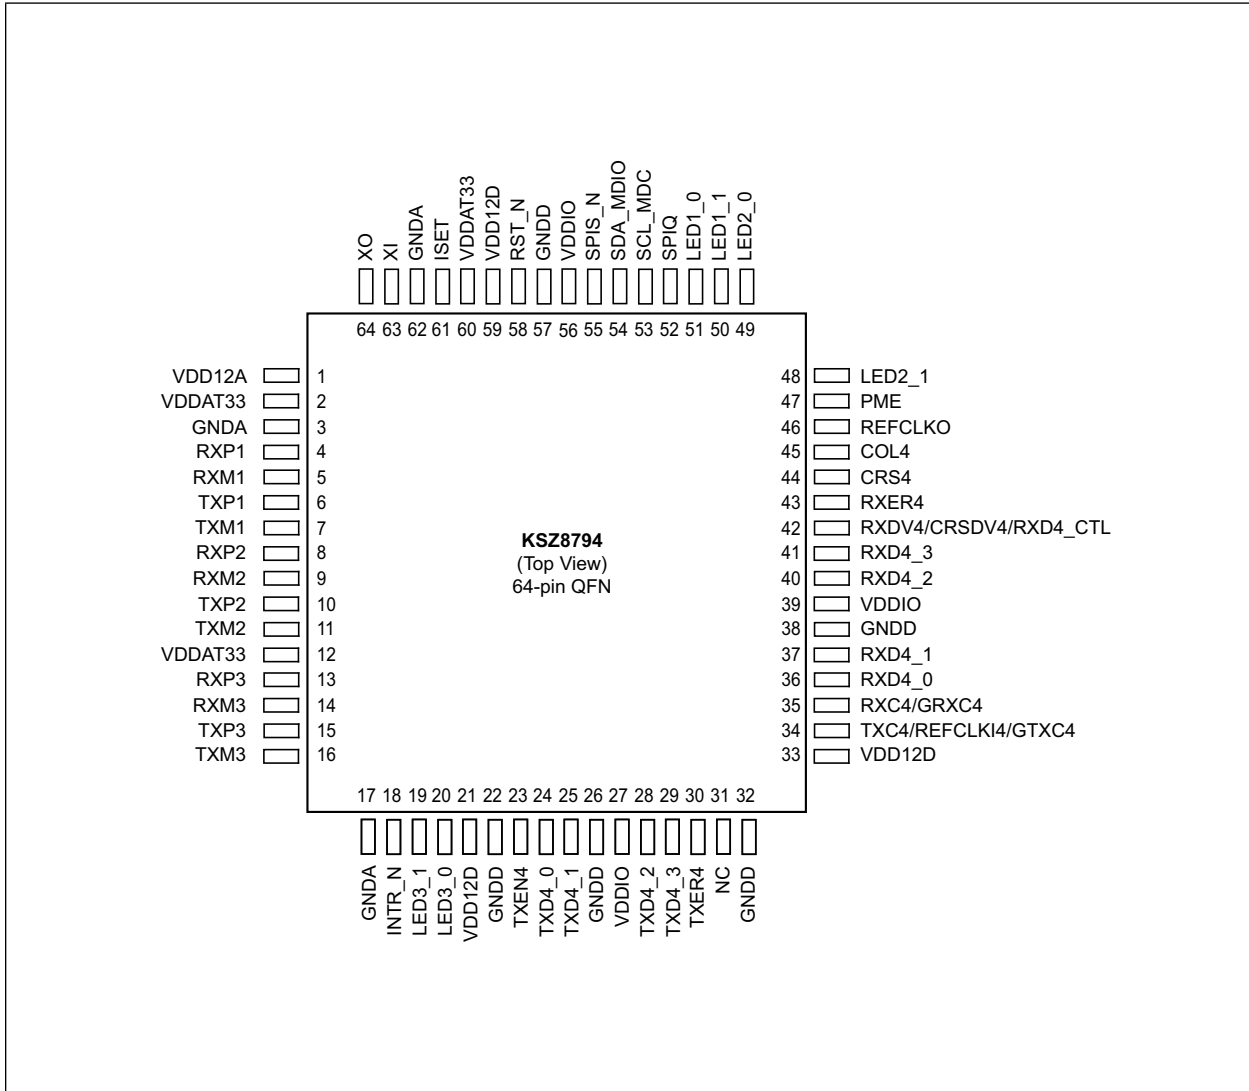 XO
XI
GNDA
ISET
VDDAT33
VDD12D
RST_N
GNDD
VDDIO
SPIS_N
SDA_MDIO
SCL_MDC
SPIQ
LED1_0
LED1_1
LED2_0
64 63 62 61 60 59 58 57 56 55 54 53 52 51 50 49
VDD12A 1
VDDAT33 2
GNDA 3
RXP1 4
RXM1 5
TXP1 6
TXM1 7
RXP2 8
RXM2 9
TXP2 10
TXM2 11
VDDAT33 12
RXP3 13
RXM3 14
TXP3 15
TXM3 16
KSZ8794
(Top View)
64-pin QFN
48 LED2_1
47 PME
46 REFCLKO
45 COL4
44 CRS4
43 RXER4
42 RXDV4/CRSDV4/RXD4_CTL
41 RXD4_3
40 RXD4_2
39 VDDIO
38 GNDD
37 RXD4_1
36 RXD4_0
35 RXC4/GRXC4
34 TXC4/REFCLKI4/GTXC4
33 VDD12D
17 18 19 20 21 22 23 24 25 26 27 28 29 30 31 32
GNDA
INTR_N
LED3_1
LED3_0
VDD12D
GNDD
TXEN4
TXD4_0
TXD4_1
GNDD
VDDIO
TXD4_2
TXD4_3
TXER4
NC
GNDD